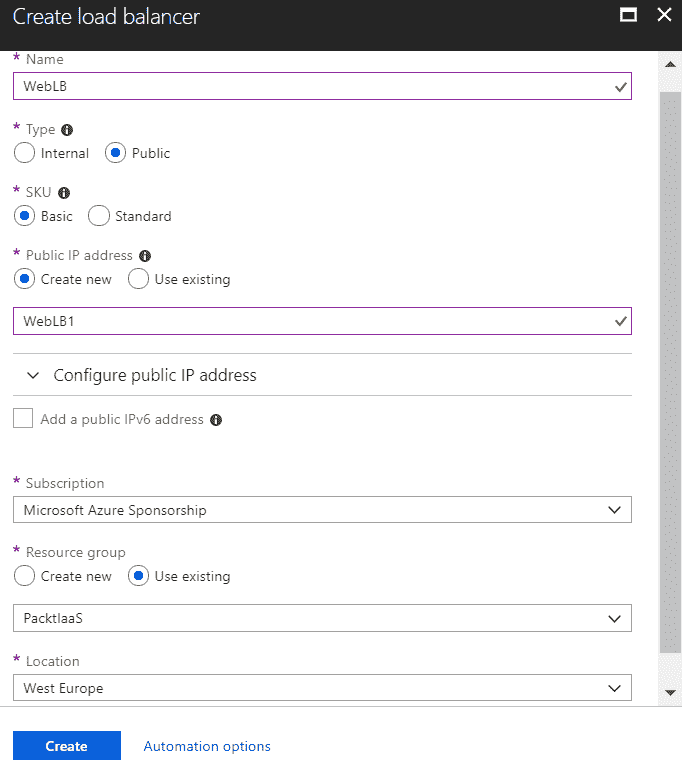 Create load balancer
* Name
WebLB
* Type
Internal Public
* SKU
Basic Standard
* Public IP address
Create new Use existing
WebLB1
Configure public IP address
Add a public IPv6 address
* Subscription
Microsoft Azure Sponsorship
* Resource group
Create new Use existing
PacktIaaS
* Location
West Europe
Create Automation options